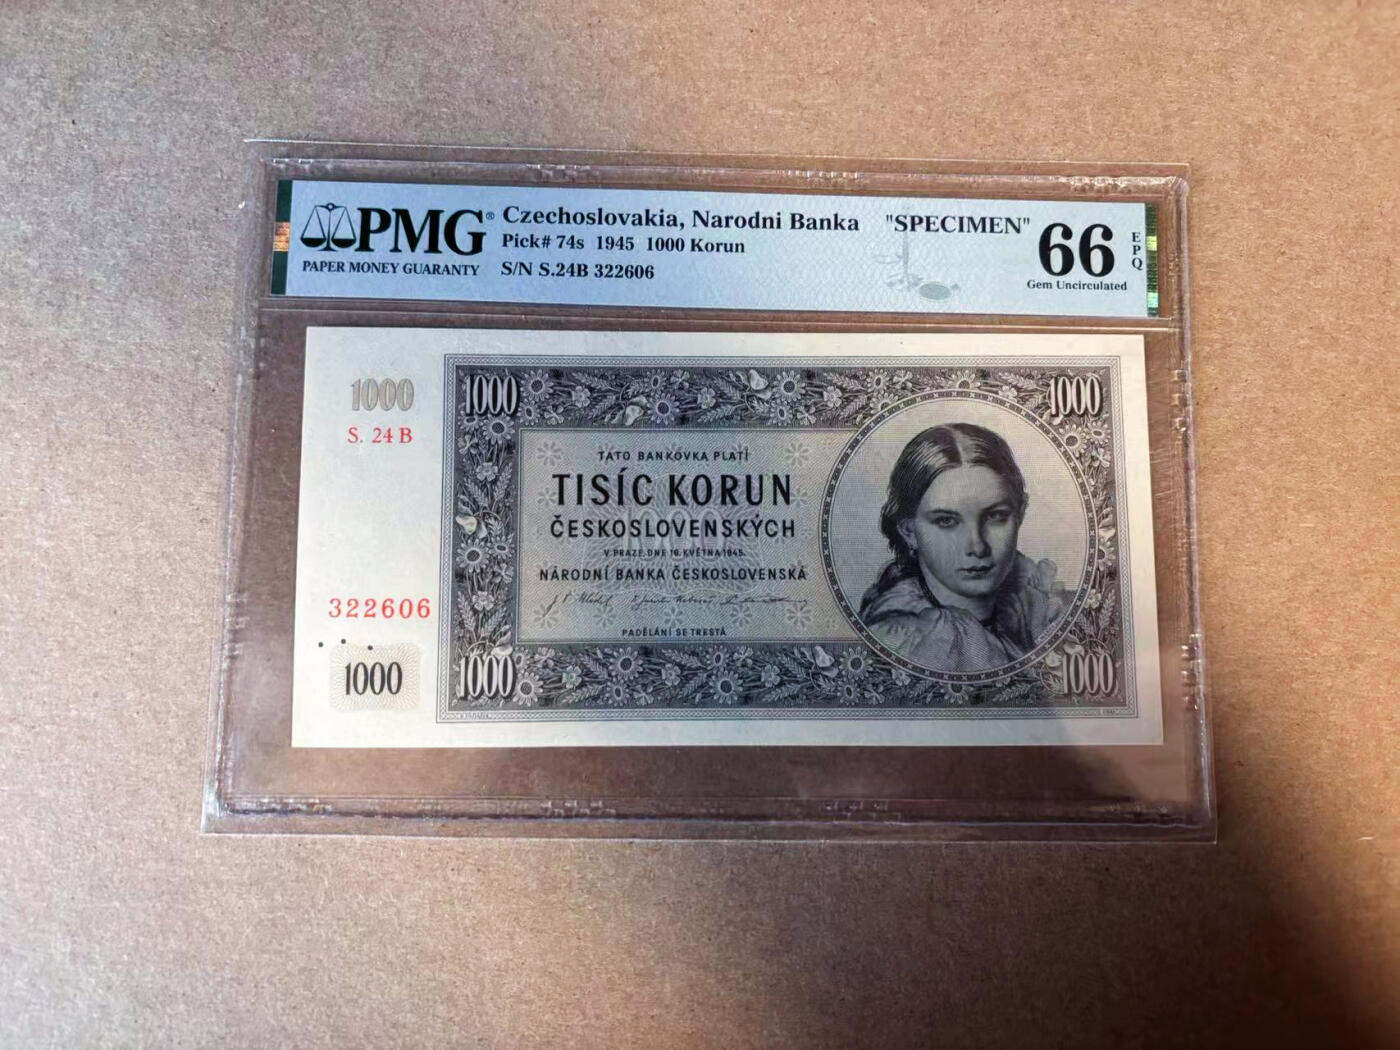 PMG®
PAPER MONEY GUARANTY
Czechoslovakia, Narodni Banka "SPECIMEN"
Pick# 74s 1945 1000 Korun
S/N S.24B 322606
66
EPQ
Gem Uncirculated
1000
S. 24 B
322606
1000
1000
1000
TATO BANKOVKA PLATÍ
TISÍC KORUN
ČESKOSLOVENSKÝCH
V PRAZE, DNE 16. KVĚTNA 1945.
NÁRODNÍ BANKA ČESKOSLOVENSKÁ
PADĚLÁNÍ SE TRESTÁ
1000
1000